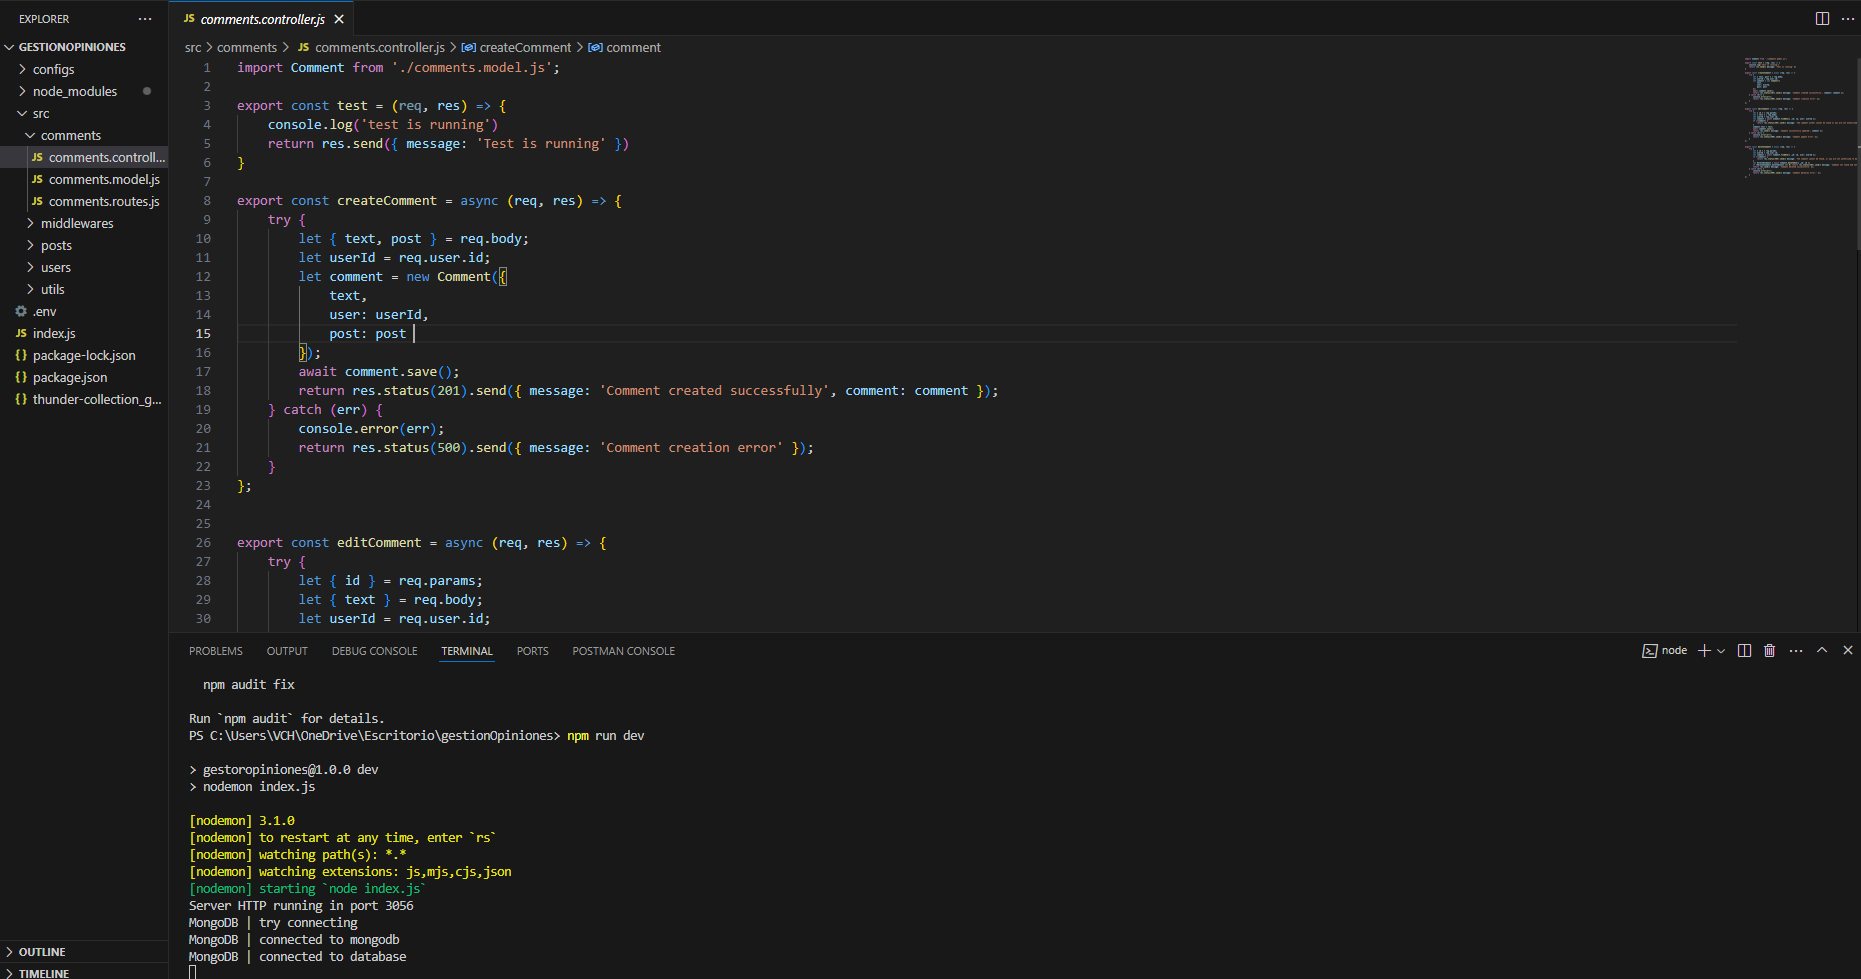 EXPLORER
GESTIONOPINIONES
configs
node_modules
src
comments
JS comments.controll...
JS comments.model.js
JS comments.routes.js
middlewares
posts
users
utils
.env
JS index.js
{} package-lock.json
{} package.json
{} thunder-collection_g...
OUTLINE
TIMELINE
JS comments.controller.js
src > comments > JS comments.controller.js > createComment > comment
1 import Comment from './comments.model.js';
2
3 export const test = (req, res) => {
4 console.log('test is running')
5 return res.send({ message: 'Test is running' })
6 }
7
8 export const createComment = async (req, res) => {
9 try {
10 let { text, post } = req.body;
11 let userId = req.user.id;
12 let comment = new Comment({
13 text,
14 user: userId,
15 post: post
16 });
17 await comment.save();
18 return res.status(201).send({ message: 'Comment created successfully', comment: comment });
19 } catch (err) {
20 console.error(err);
21 return res.status(500).send({ message: 'Comment creation error' });
22 }
23 };
24
25
26 export const editComment = async (req, res) => {
27 try {
28 let { id } = req.params;
29 let { text } = req.body;
30 let userId = req.user.id;
PROBLEMS OUTPUT DEBUG CONSOLE TERMINAL PORTS POSTMAN CONSOLE
node
npm audit fix
Run `npm audit` for details.
PS C:\Users\VCH\OneDrive\Escritorio\gestionOpiniones> npm run dev
> gestoropiniones@1.0.0 dev
> nodemon index.js
[nodemon] 3.1.0
[nodemon] to restart at any time, enter `rs`
[nodemon] watching path(s): *.*
[nodemon] watching extensions: js,mjs,cjs,json
[nodemon] starting `node index.js`
Server HTTP running in port 3056
MongoDB | try connecting
MongoDB | connected to mongodb
MongoDB | connected to database